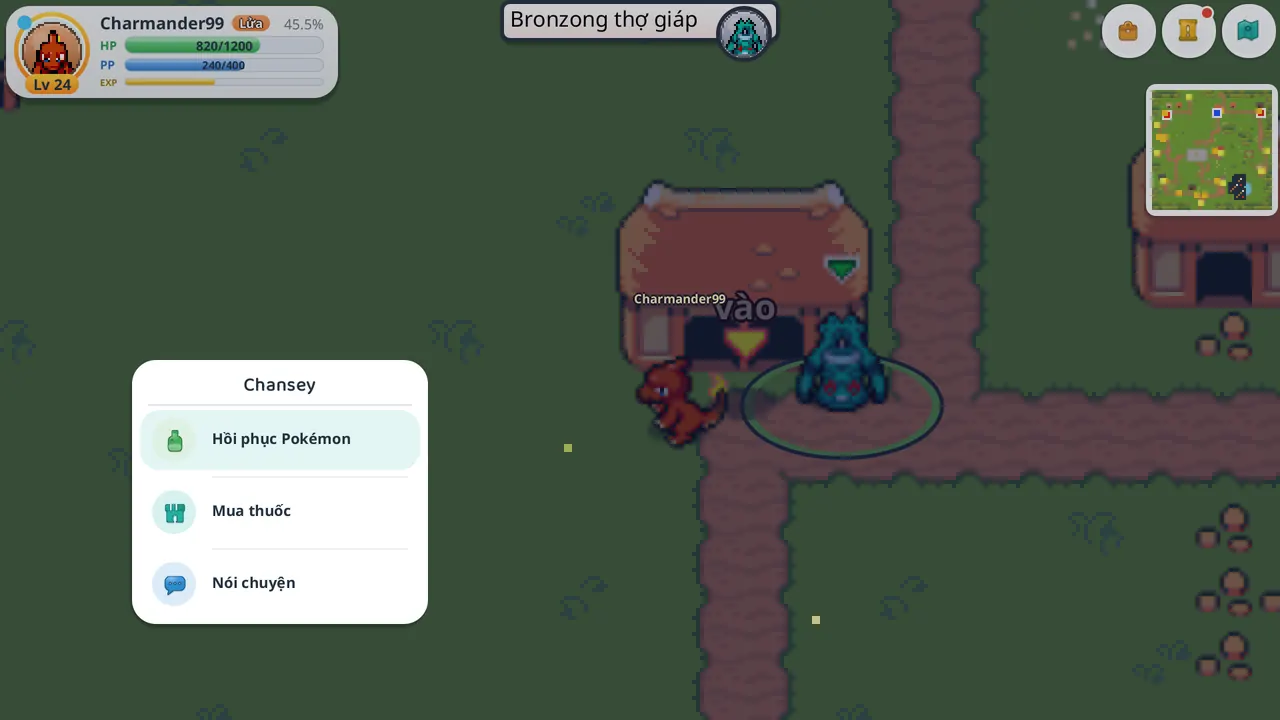 Charmander99 Lửa 45.5%
HP 820/1200
PP 240/400
EXP
Lv 24
Bronzong thợ giáp
Charmander99
vào
Chansey
Hồi phục Pokémon
Mua thuốc
Nói chuyện